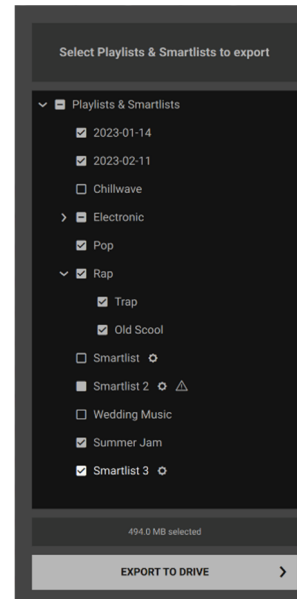 Select Playlists & Smartlists to export
Playlists & Smartlists
2023-01-14
2023-02-11
Chillwave
Electronic
Pop
Rap
Trap
Old Scool
Smartlist
Smartlist 2
Wedding Music
Summer Jam
Smartlist 3
494.0 MB selected
EXPORT TO DRIVE